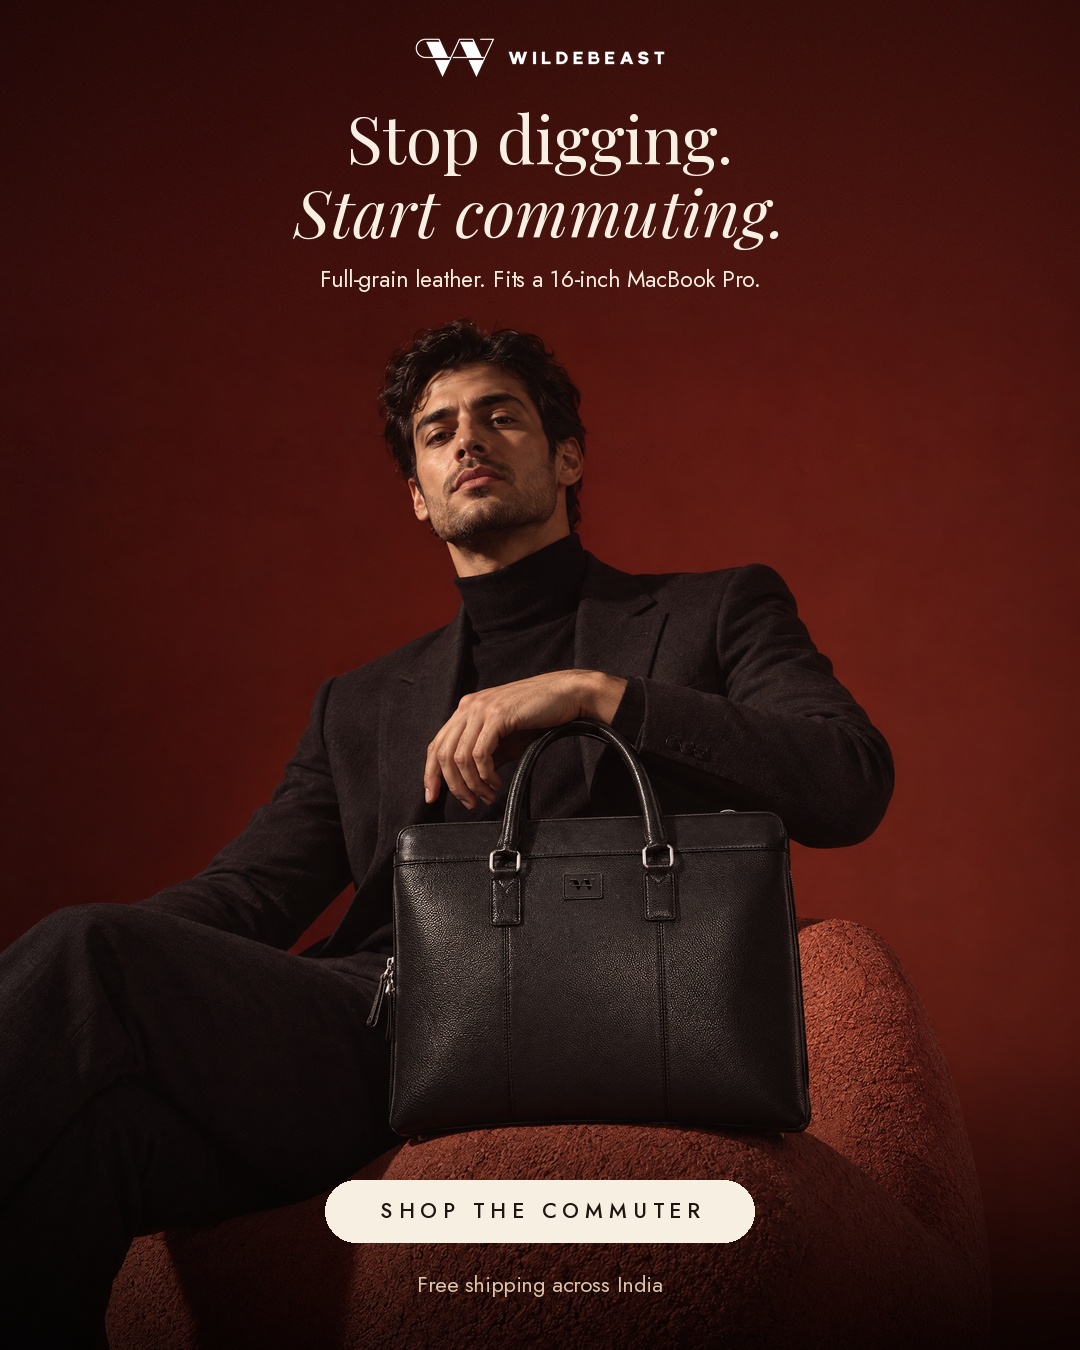 WILDEBEAST
Stop digging.
Start commuting.
Full-grain leather. Fits a 16-inch MacBook Pro.
SHOP THE COMMUTER
Free shipping across India